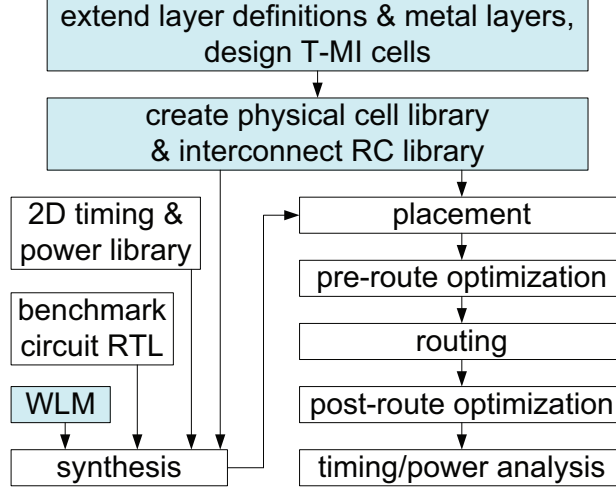 extend layer definitions & metal layers,
design T-MI cells
create physical cell library
& interconnect RC library
2D timing &
power library
benchmark
circuit RTL
WLM
synthesis
placement
pre-route optimization
routing
post-route optimization
timing/power analysis